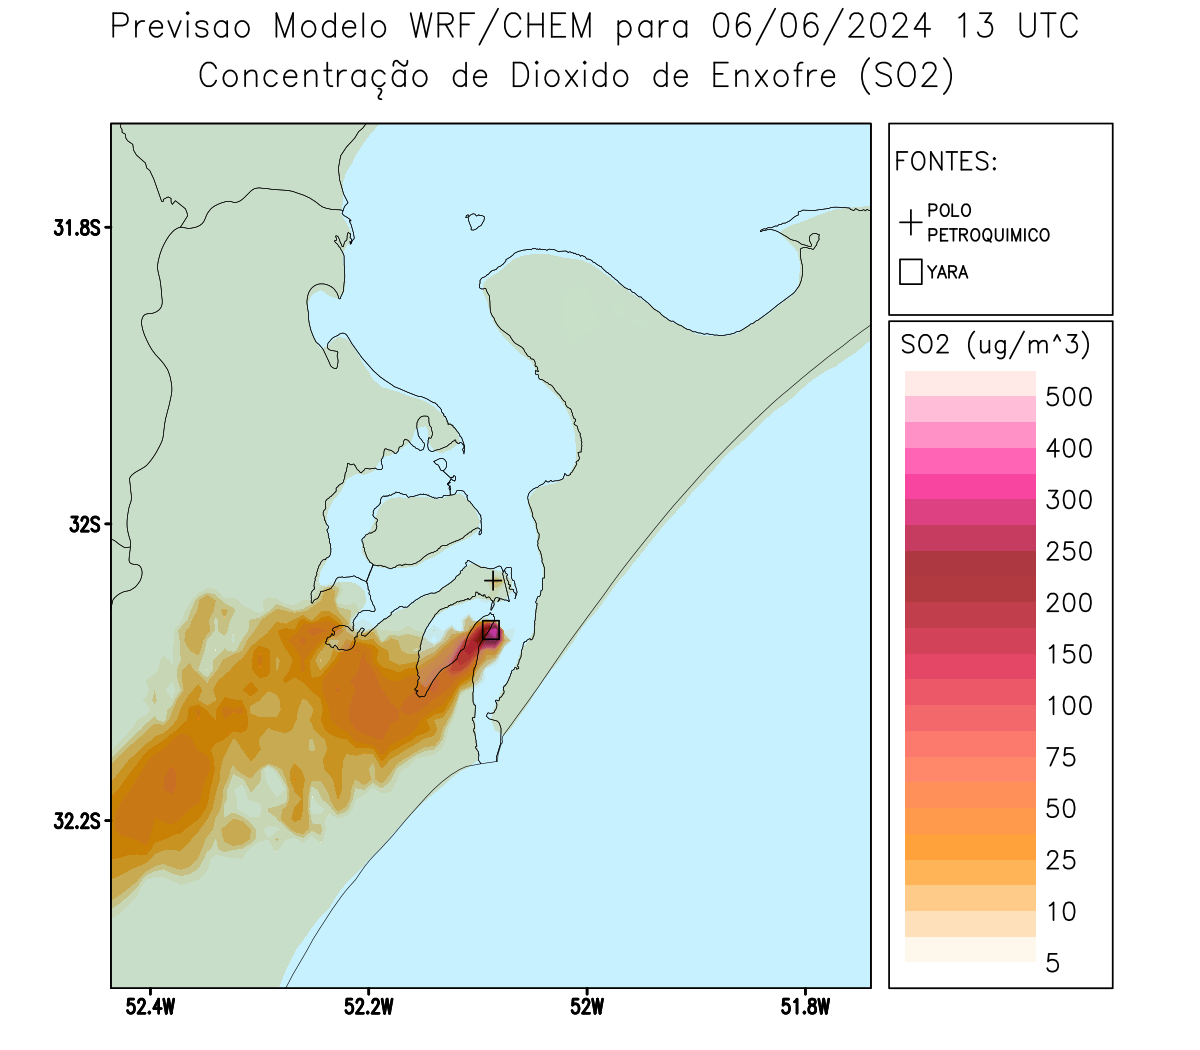 Previsao Modelo WRF/CHEM para 06/06/2024 13 UTC
Concentração de Dioxido de Enxofre (SO2)
FONTES:
POLO
PETROQUIMICO
YARA
31.8S
32S
32.2S
52.4W
52.2W
52W
51.8W
SO2 (ug/m^3)
500
400
300
250
200
150
100
75
50
25
10
5